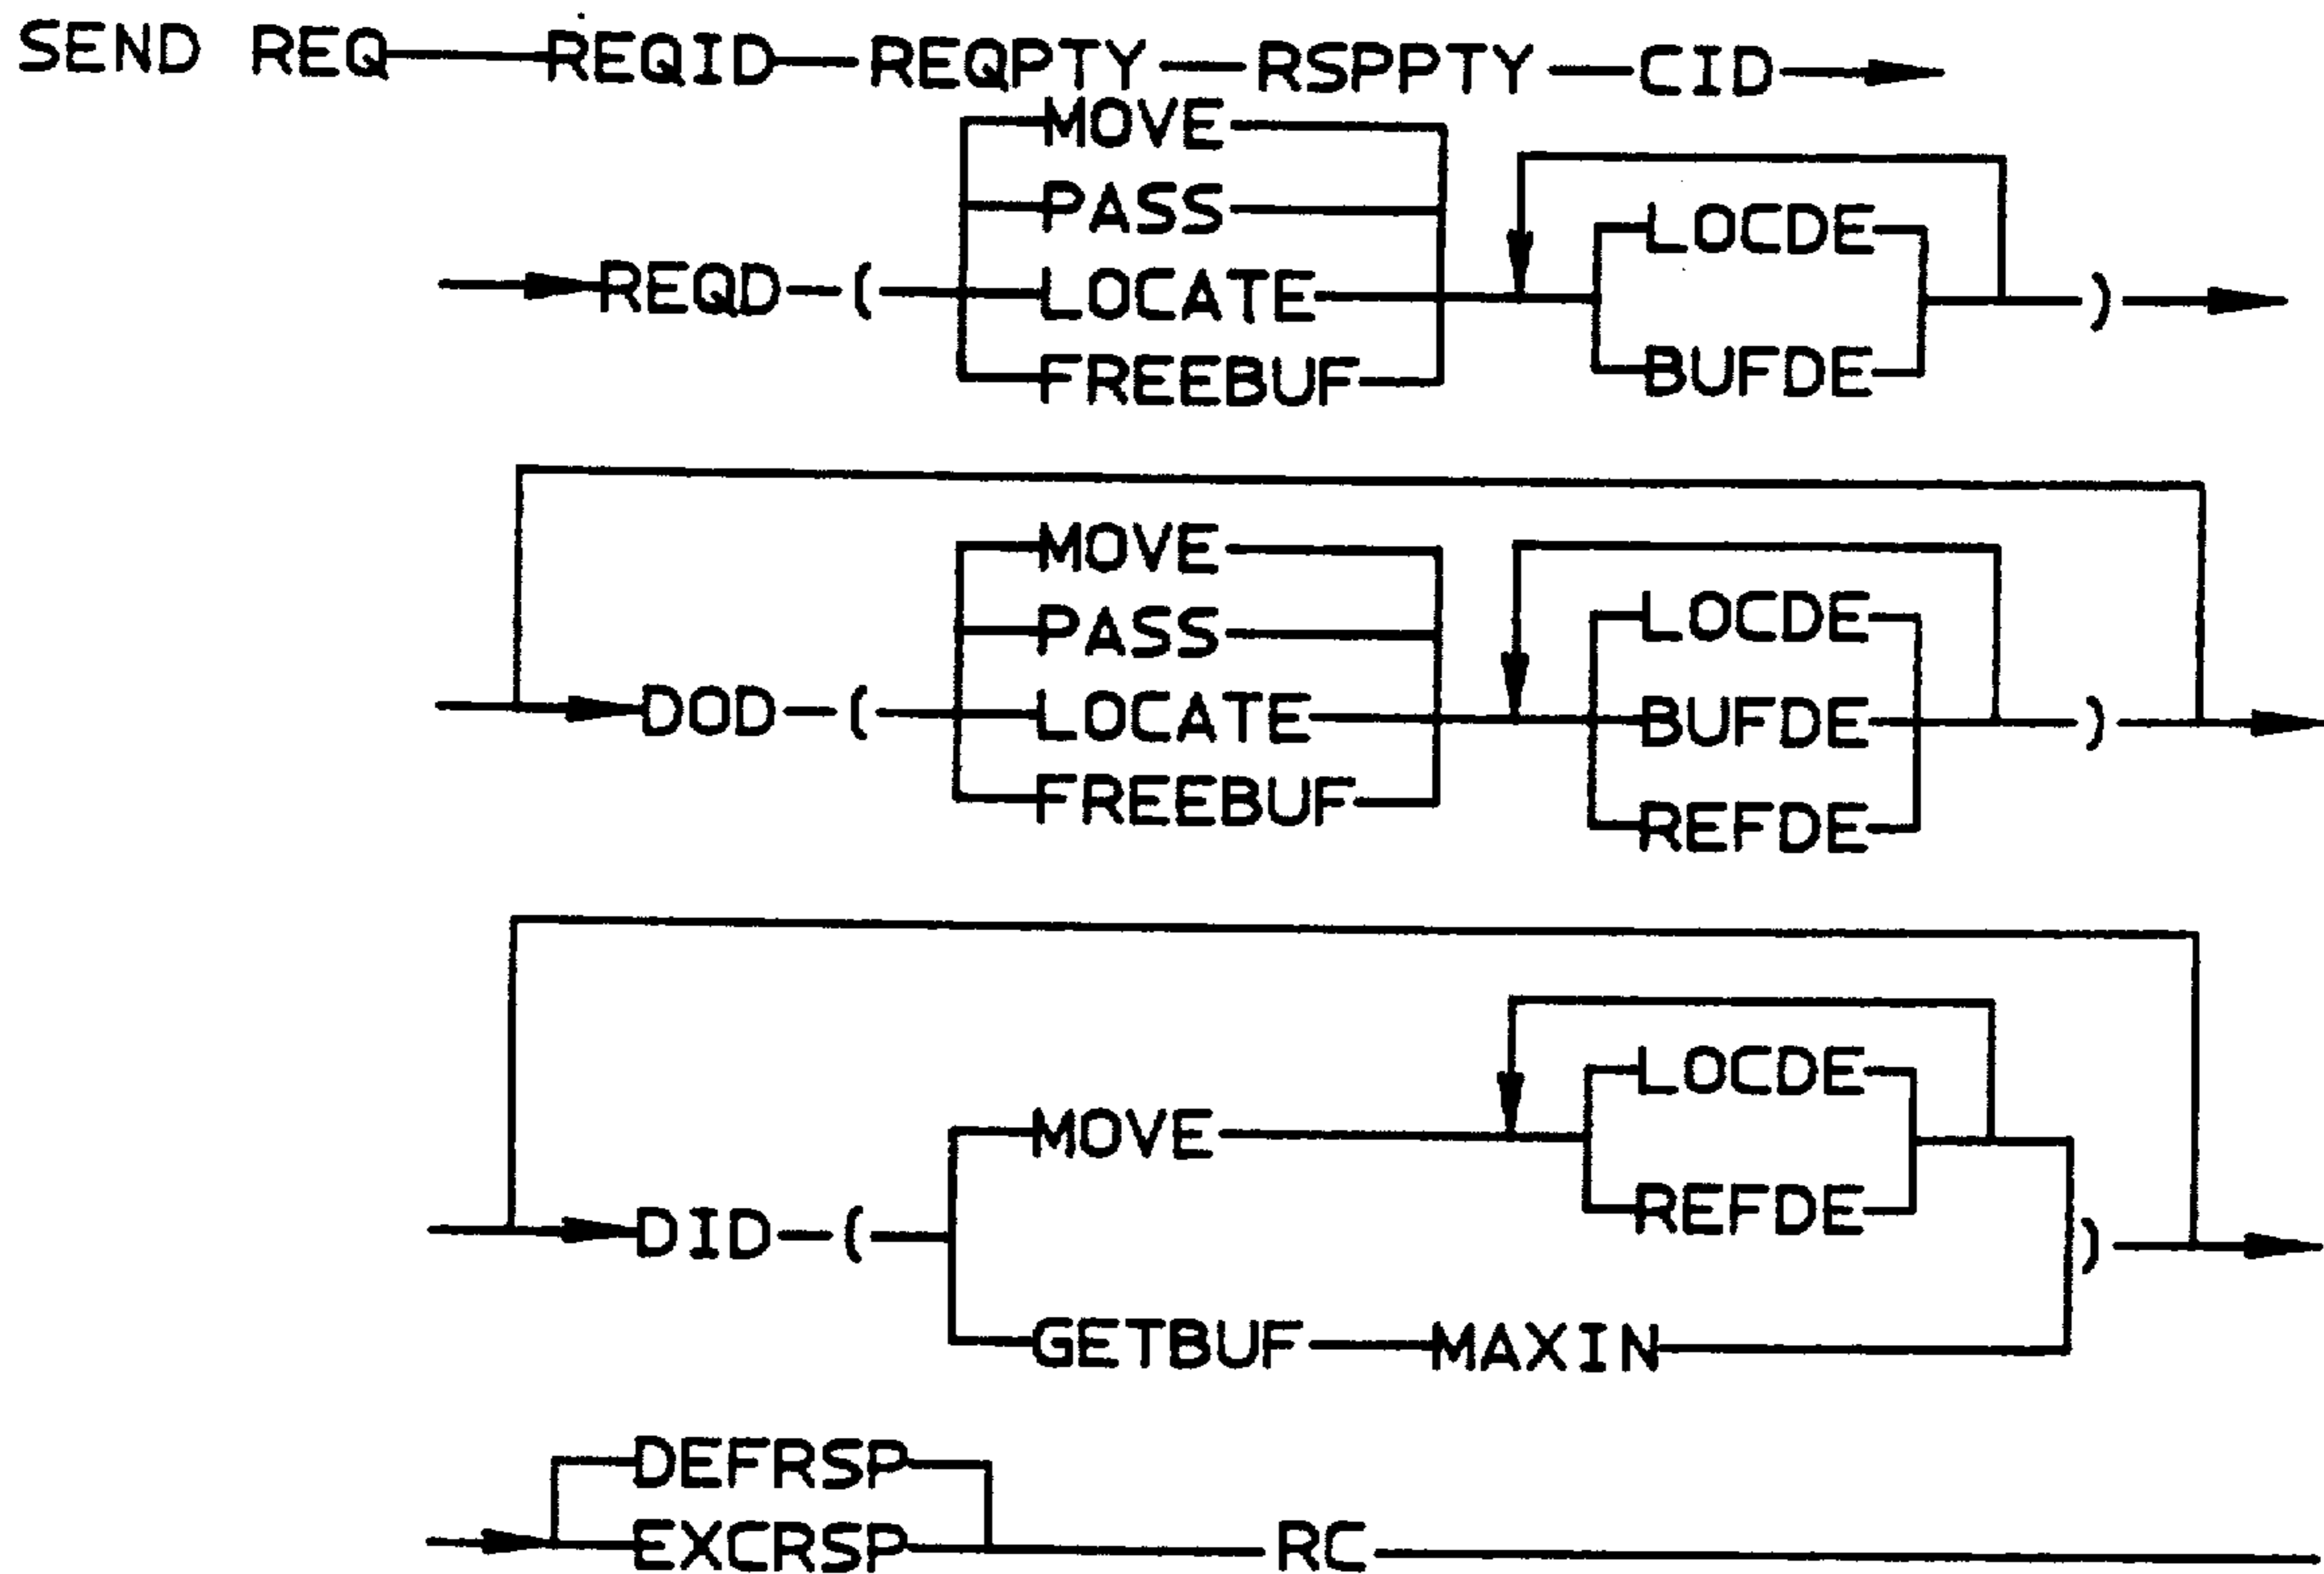 SEND REQ REQID REQPTY RSPPTY CID
MOVE
PASS
LOCDE
REQD ( LOCATE )
FREEBUF
BUFDE
MOVE
PASS
LOCDE
DOD ( LOCATE BUFDE )
FREEBUF
REFDE
LOCDE
MOVE
REFDE
DID ( )
GETBUF MAXIN
DEFRSP
EXCRSP RC